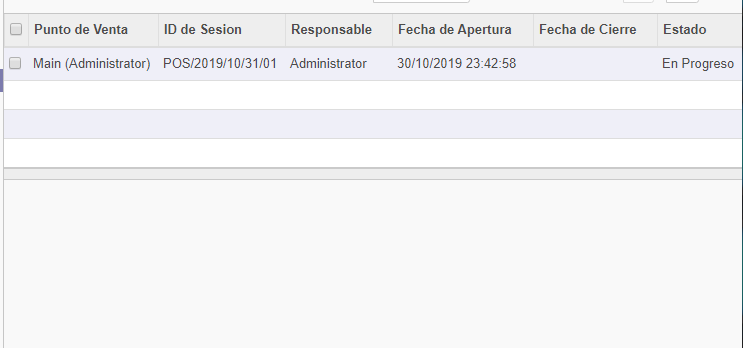 Punto de Venta ID de Sesion Responsable Fecha de Apertura Fecha de Cierre Estado
Main (Administrator) POS/2019/10/31/01 Administrator 30/10/2019 23:42:58 En Progreso